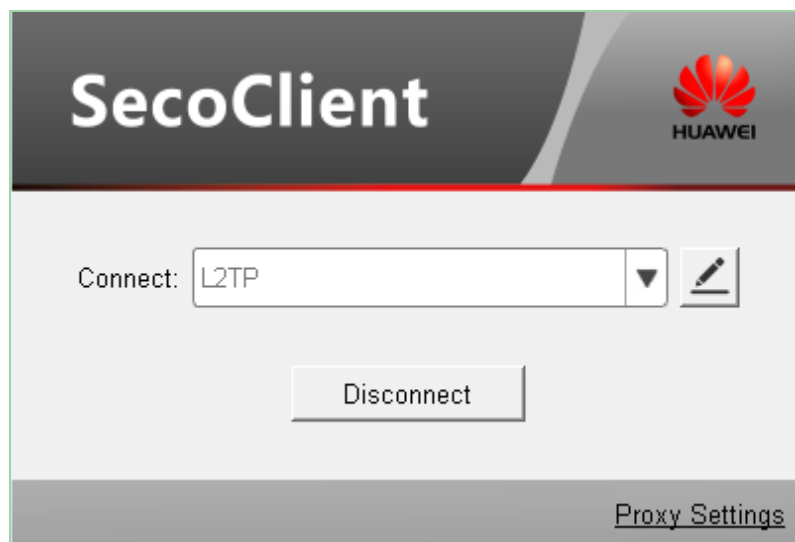 SecoClient
HUAWEI
Connect: L2TP
Disconnect
Proxy Settings